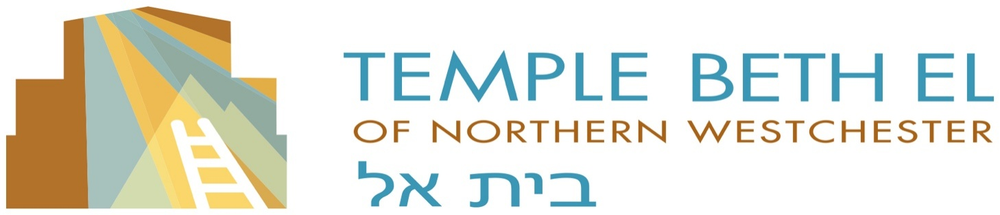 TEMPLE BETH EL
OF NORTHERN WESTCHESTER
בית אל